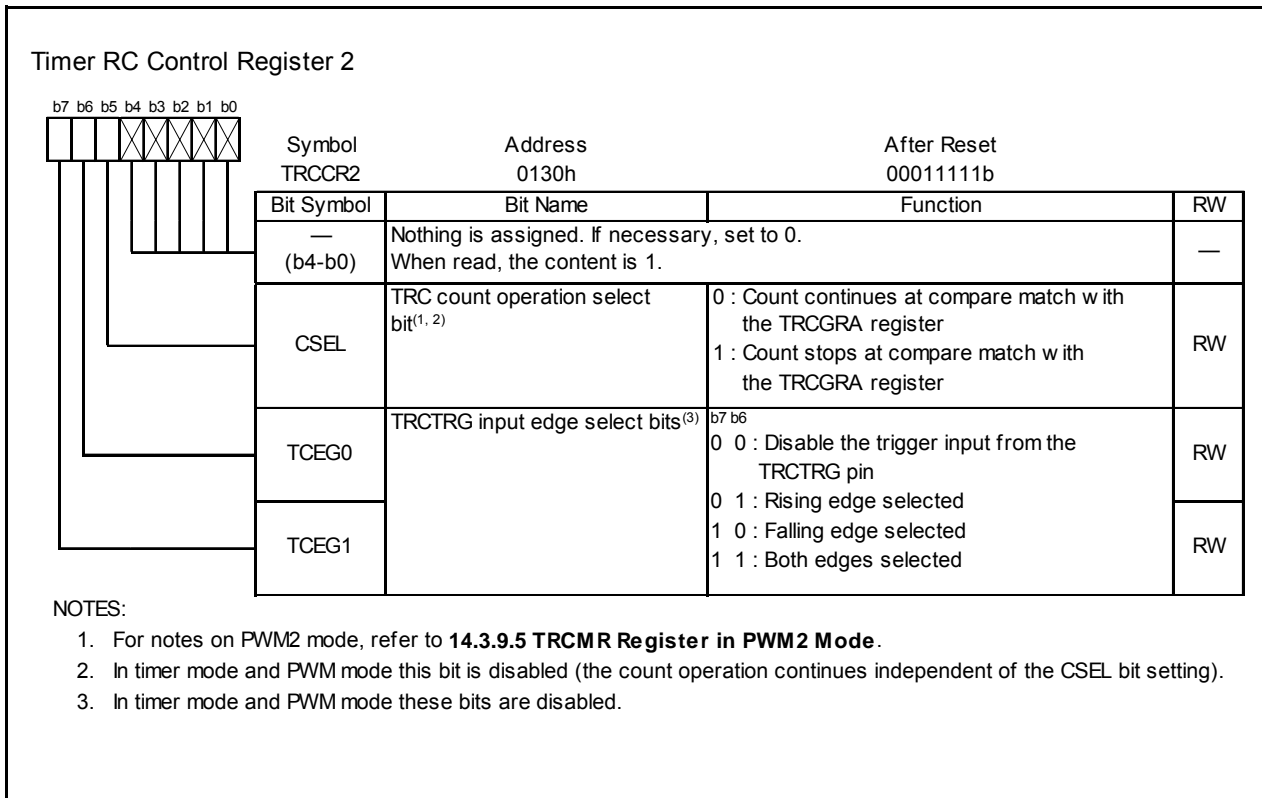 Timer RC Control Register 2
b7 b6 b5 b4 b3 b2 b1 b0
Symbol Address After Reset
TRCCR2 0130h 00011111b
Bit Symbol Bit Name Function RW
— (b4-b0) Nothing is assigned. If necessary, set to 0.
When read, the content is 1. —
CSEL TRC count operation select
bit(1, 2)
0 : Count continues at compare match with
the TRCGRA register
1 : Count stops at compare match with
the TRCGRA register
RW
TCEG0 TRCTRG input edge select bits(3) b7 b6
0 0 : Disable the trigger input from the
TRCTRG pin
RW
0 1 : Rising edge selected
TCEG1 1 0 : Falling edge selected
1 1 : Both edges selected
RW
NOTES:
1. For notes on PWM2 mode, refer to 14.3.9.5 TRCMR Register in PWM2 Mode.
2. In timer mode and PWM mode this bit is disabled (the count operation continues independent of the CSEL bit setting).
3. In timer mode and PWM mode these bits are disabled.